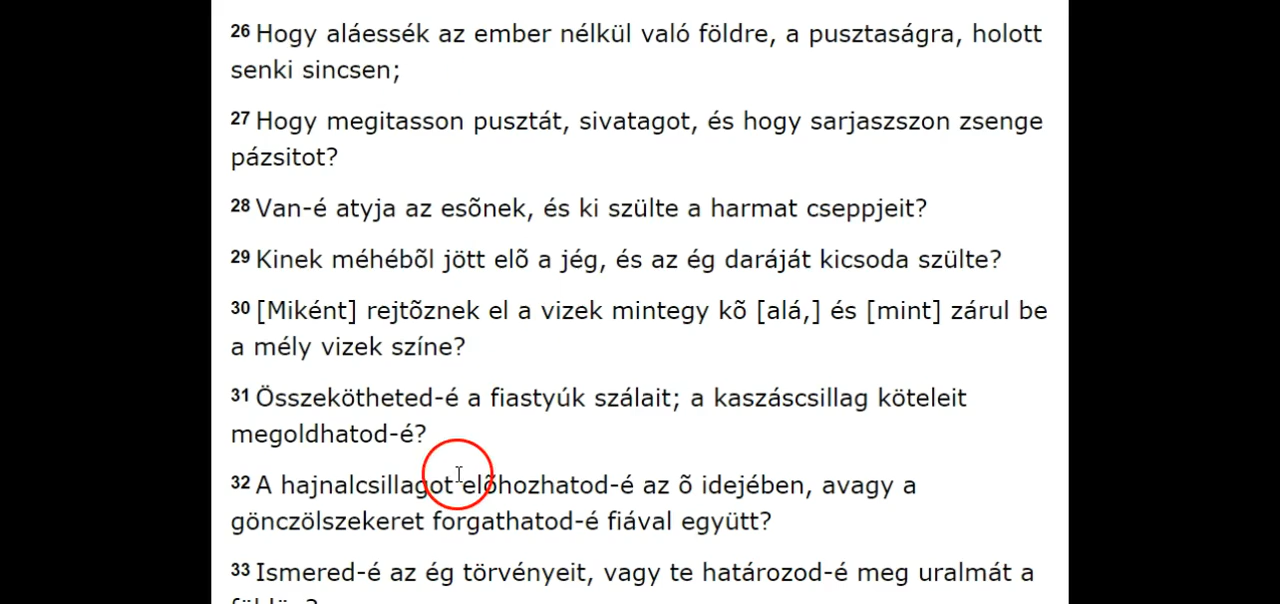 26 Hogy aláessék az ember nélkül való földre, a pusztaságra, holott
senki sincsen;
27 Hogy megitasson pusztát, sivatagot, és hogy sarjaszszon zsenge
pázsitot?
28 Van-é atyja az esõnek, és ki szülte a harmat cseppjeit?
29 Kinek méhébõl jött elõ a jég, és az ég daráját kicsoda szülte?
30 [Miként] rejtõznek el a vizek mintegy kõ [alá,] és [mint] zárul be
a mély vizek színe?
31 Összekötheted-é a fiastyúk szálait; a kaszáscsillag köteleit
megoldhatod-é?
32 A hajnalcsillagot elõhozhatod-é az õ idejében, avagy a
gönczölszekeret forgathatod-é fiával együtt?
33 Ismered-é az ég törvényeit, vagy te határozod-é meg uralmát a